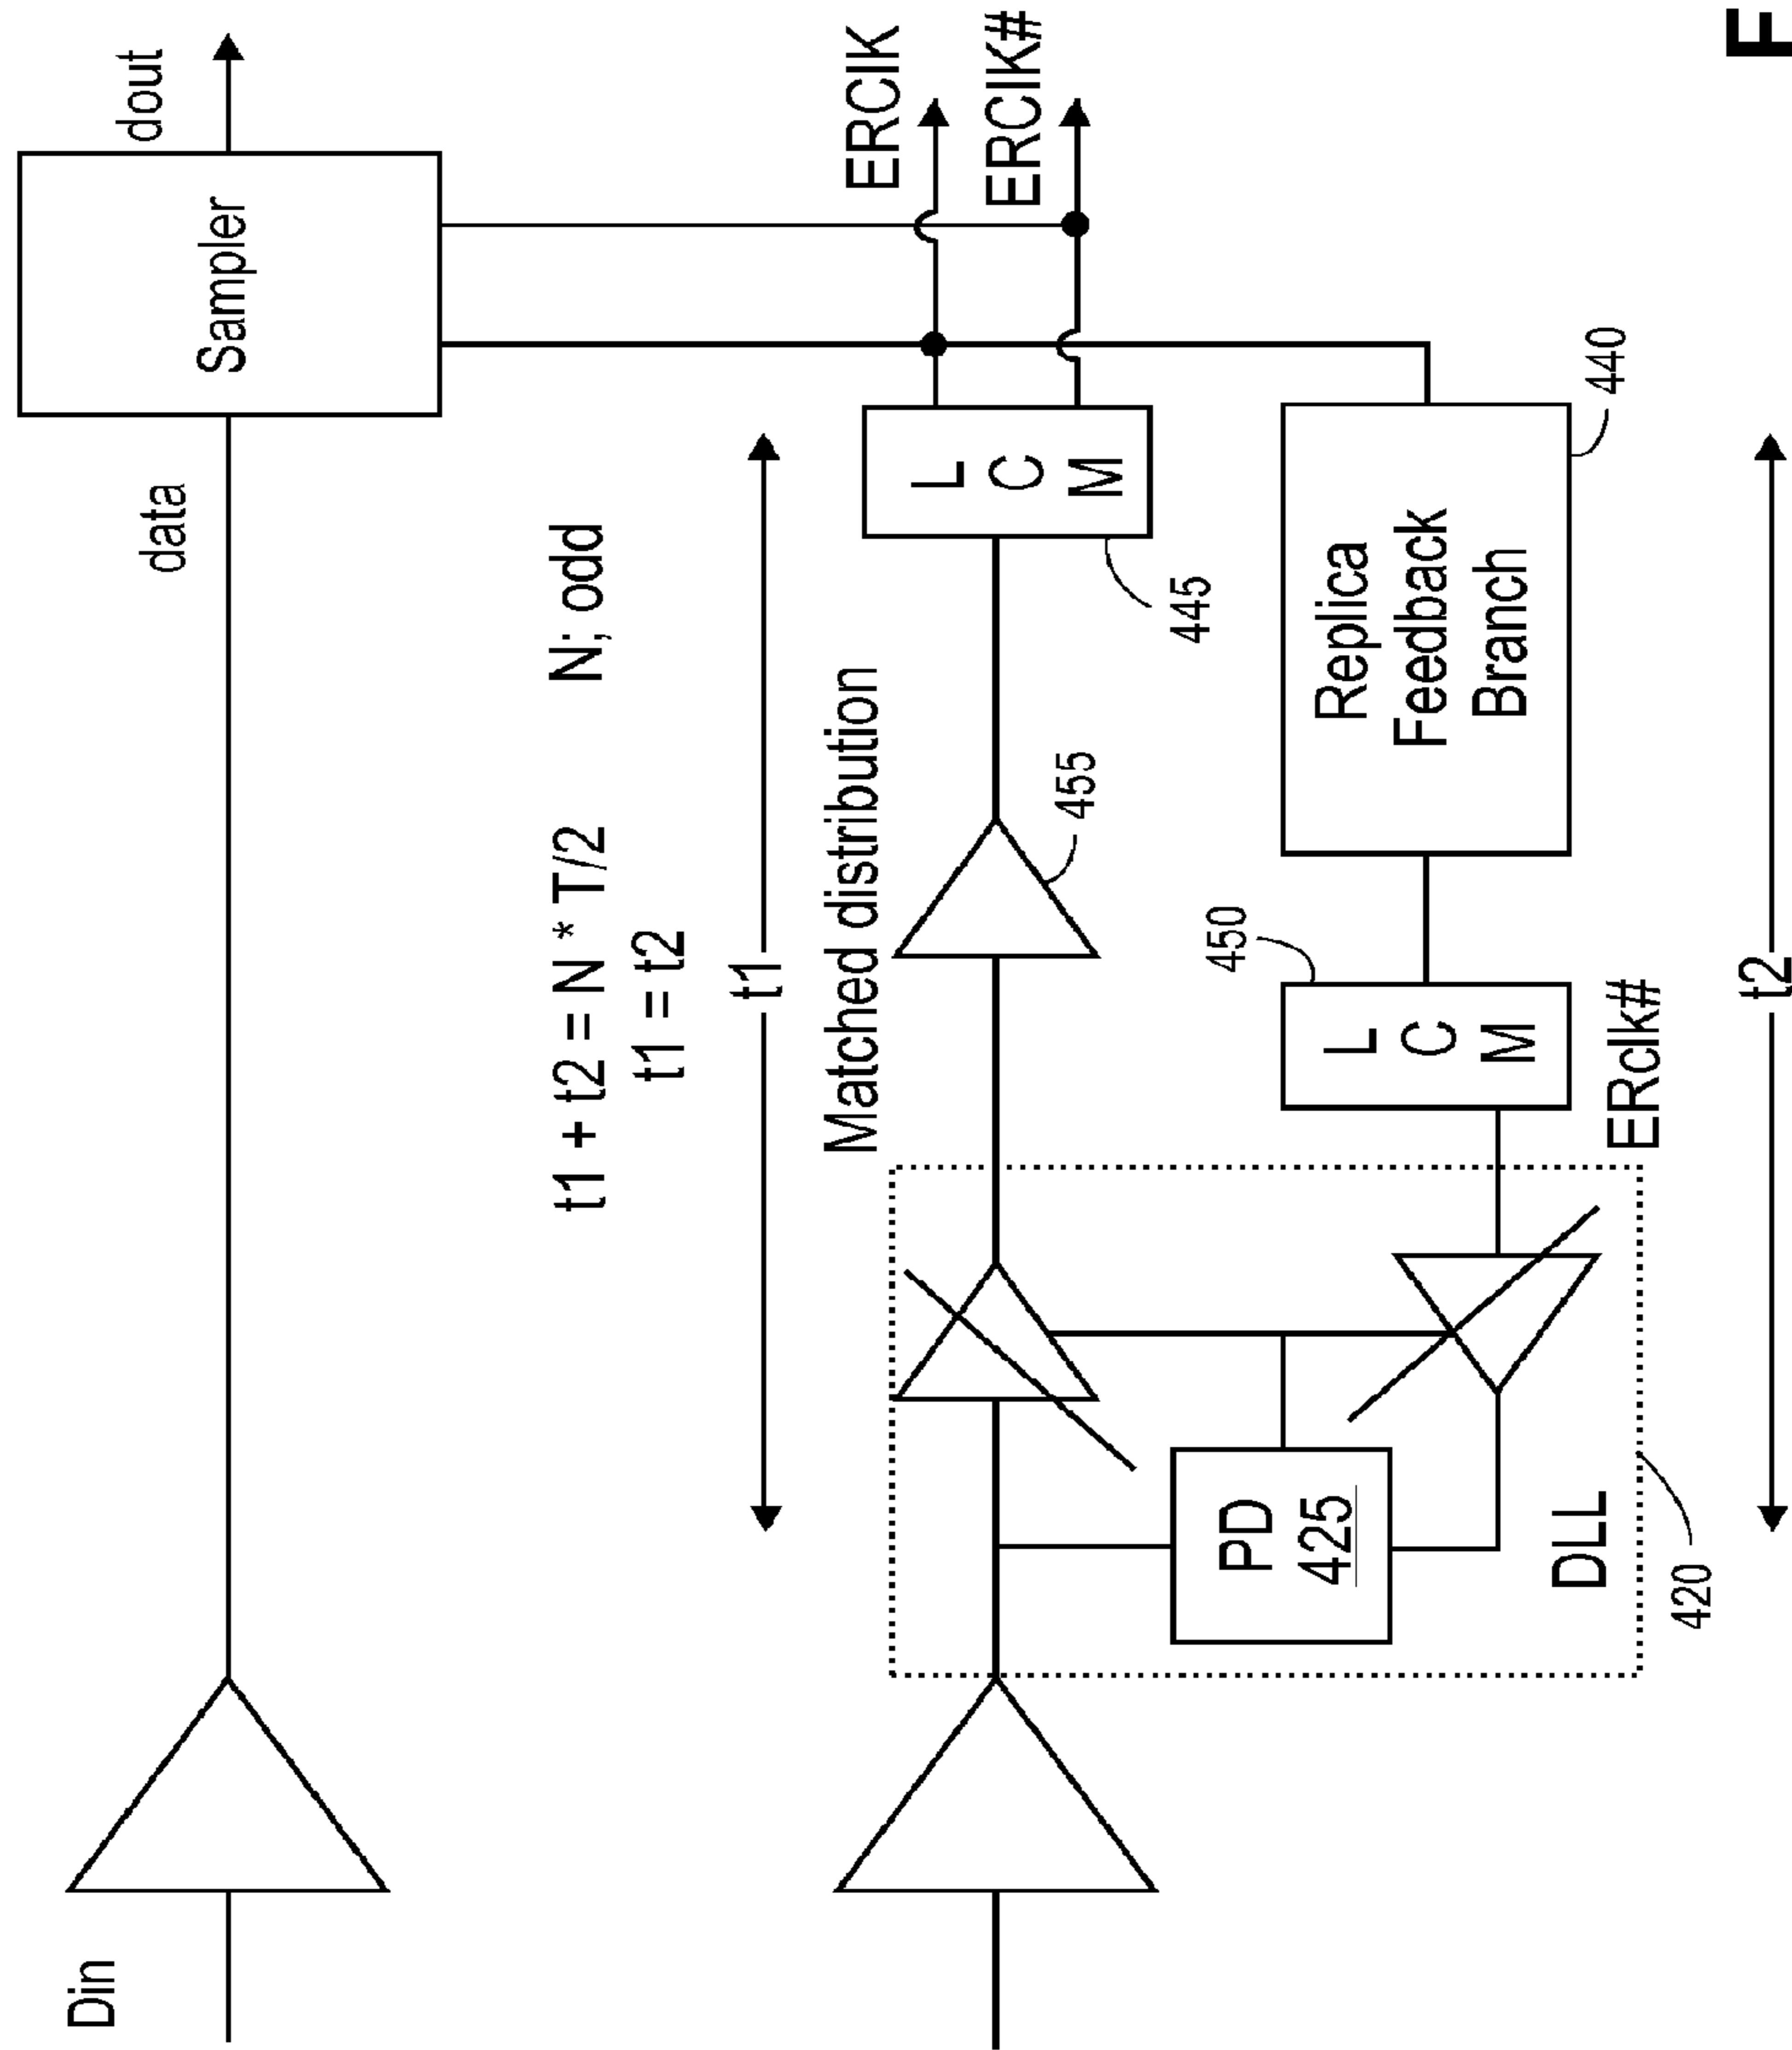 Din
data
dout
Sampler
t1 + t2 = N * T/2 N; odd
t1 = t2
t1
Matched distribution
ERClK
ERClK#
L
C
M
445
455
450
L
C
M
ERclk#
Replica
Feedback
Branch
440
PD
425
DLL
420
t2
F